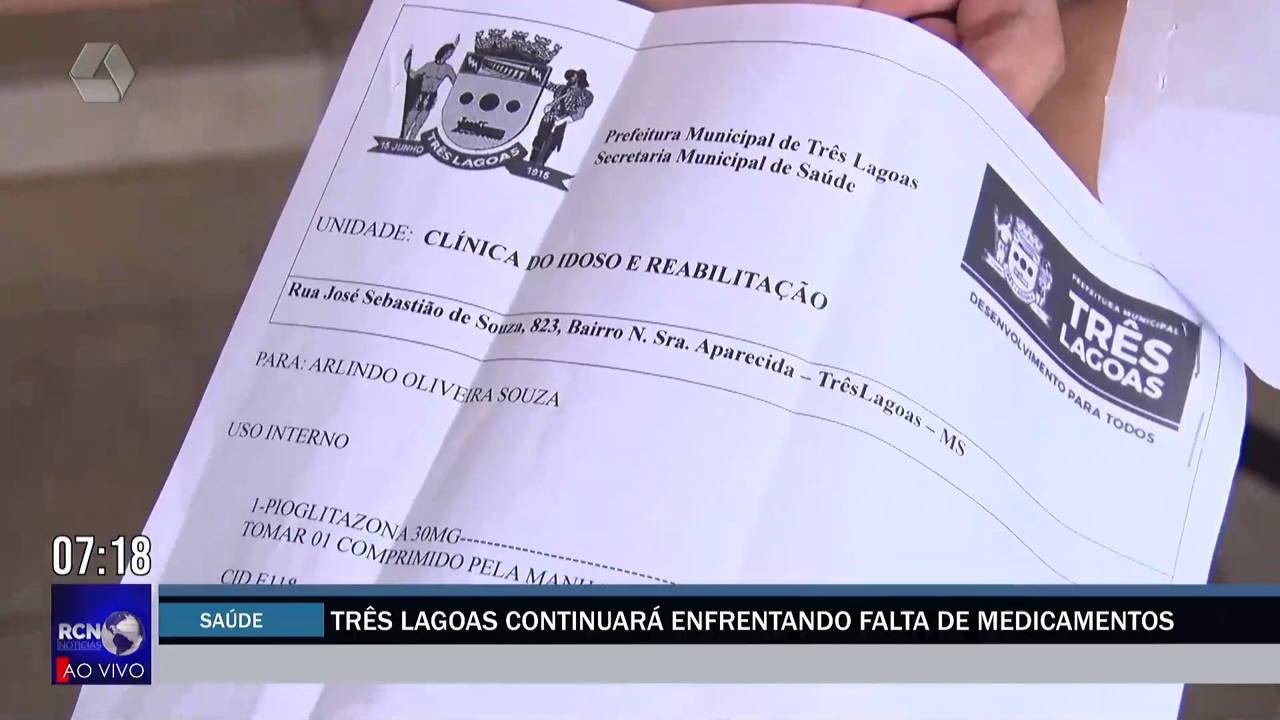 15 JUNHO
TRÊS LAGOAS
1915
Prefeitura Municipal de Três Lagoas
Secretaria Municipal de Saúde
UNIDADE: CLÍNICA DO IDOSO E REABILITAÇÃO
Rua José Sebastião de Souza, 823, Bairro N. Sra. Aparecida – TrêsLagoas – MS
PREFEITURA MUNICIPAL
TRÊS
LAGOAS
DESENVOLVIMENTO PARA TODOS
PARA: ARLINDO OLIVEIRA SOUZA
USO INTERNO
1-PIOGLITAZONA 30MG
TOMAR 01 COMPRIMIDO PELA MANH
CID E118
07:18
RCN
NOTÍCIAS
AO VIVO
SAÚDE
TRÊS LAGOAS CONTINUARÁ ENFRENTANDO FALTA DE MEDICAMENTOS